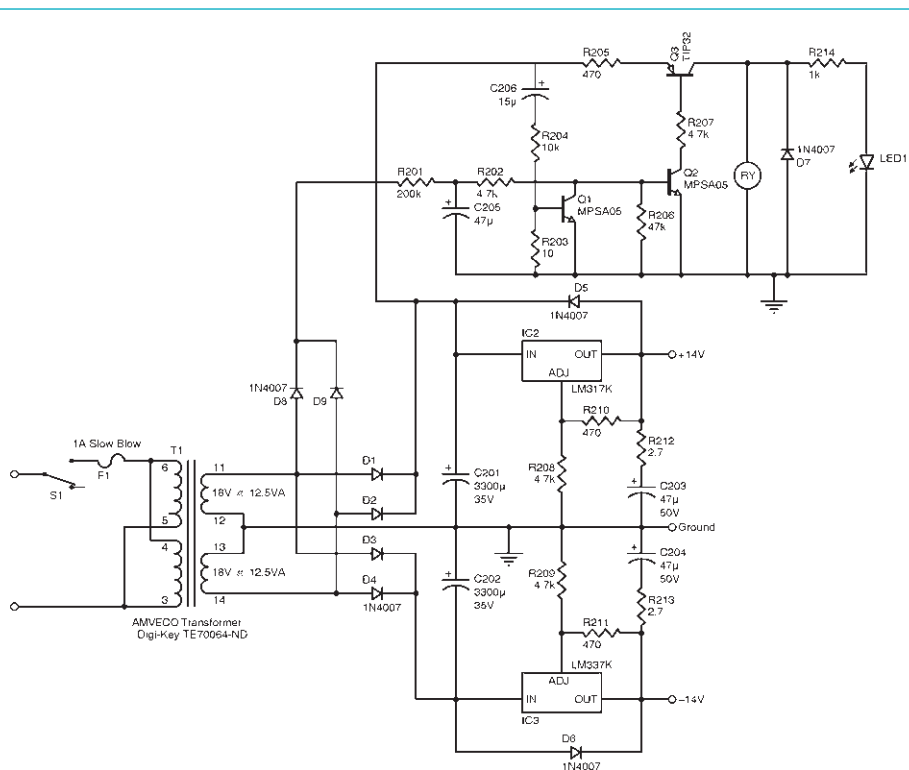 R205
470
Q3
TIP32
R214
1k
C206
15µ
+
R204
10k
R207
4.7k
1N4007
D7
LED1
RY
R201
200k
R202
4.7k
Q2
MPSA05
+
C205
47µ
Q1
MPSA05
R206
47k
R203
10
D5
1N4007
IC2
IN
OUT
ADJ
LM317K
+14V
1N4007
D8
D9
R210
470
R212
2.7
1A Slow Blow
F1
S1
T1
6
5
4
3
11
18V @ 12.5VA
12
13
18V @ 12.5VA
14
D1
D2
D3
D4
1N4007
+
C201
3300µ
35V
R208
4.7k
+
C203
47µ
50V
Ground
+
C202
3300µ
35V
R209
4.7k
+
C204
47µ
50V
R213
2.7
R211
470
AMVECO Transformer
Digi-Key TE70064-ND
LM337K
ADJ
IN
OUT
IC3
–14V
D6
1N4007